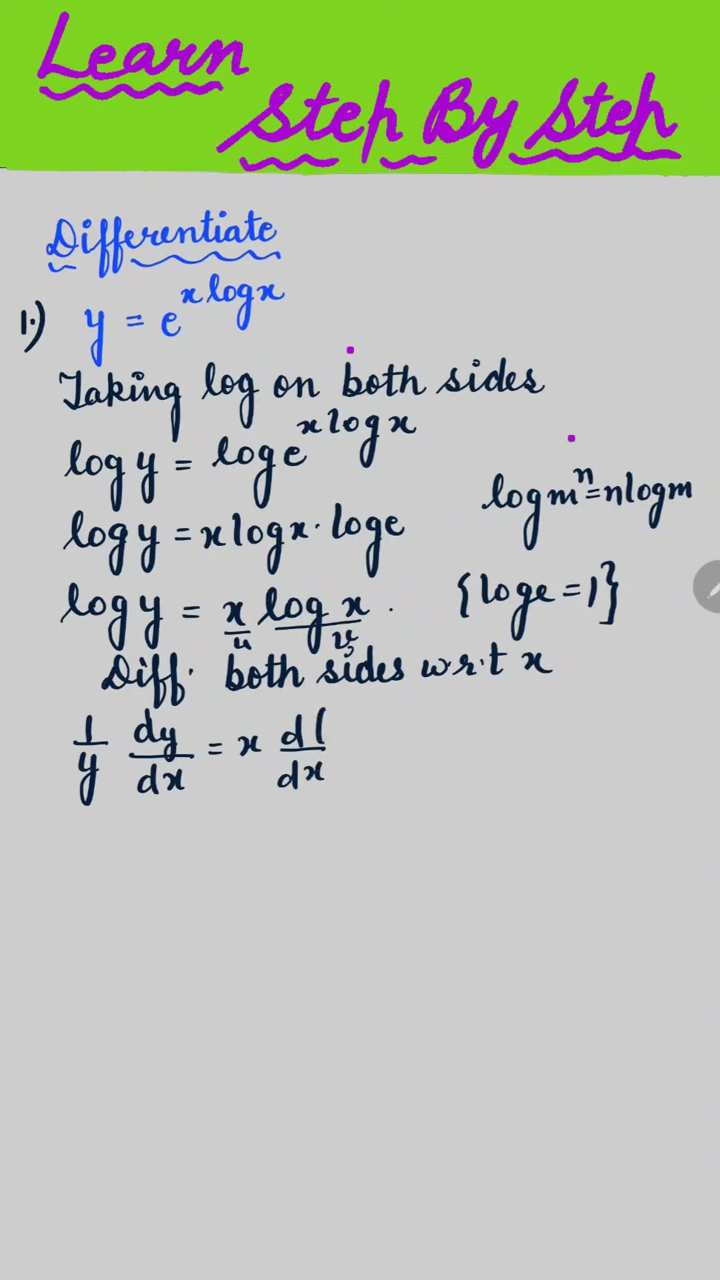 Learn
Step By Step
Differentiate
1.) y = e^{x log x}
Taking log on both sides
log y = log e^{x log x}
log m^n = n log m
log y = x log x · log e
log y = x log x . {log e = 1}
u v
Diff. both sides w.r.t x
1/y dy/dx = x d(/dx